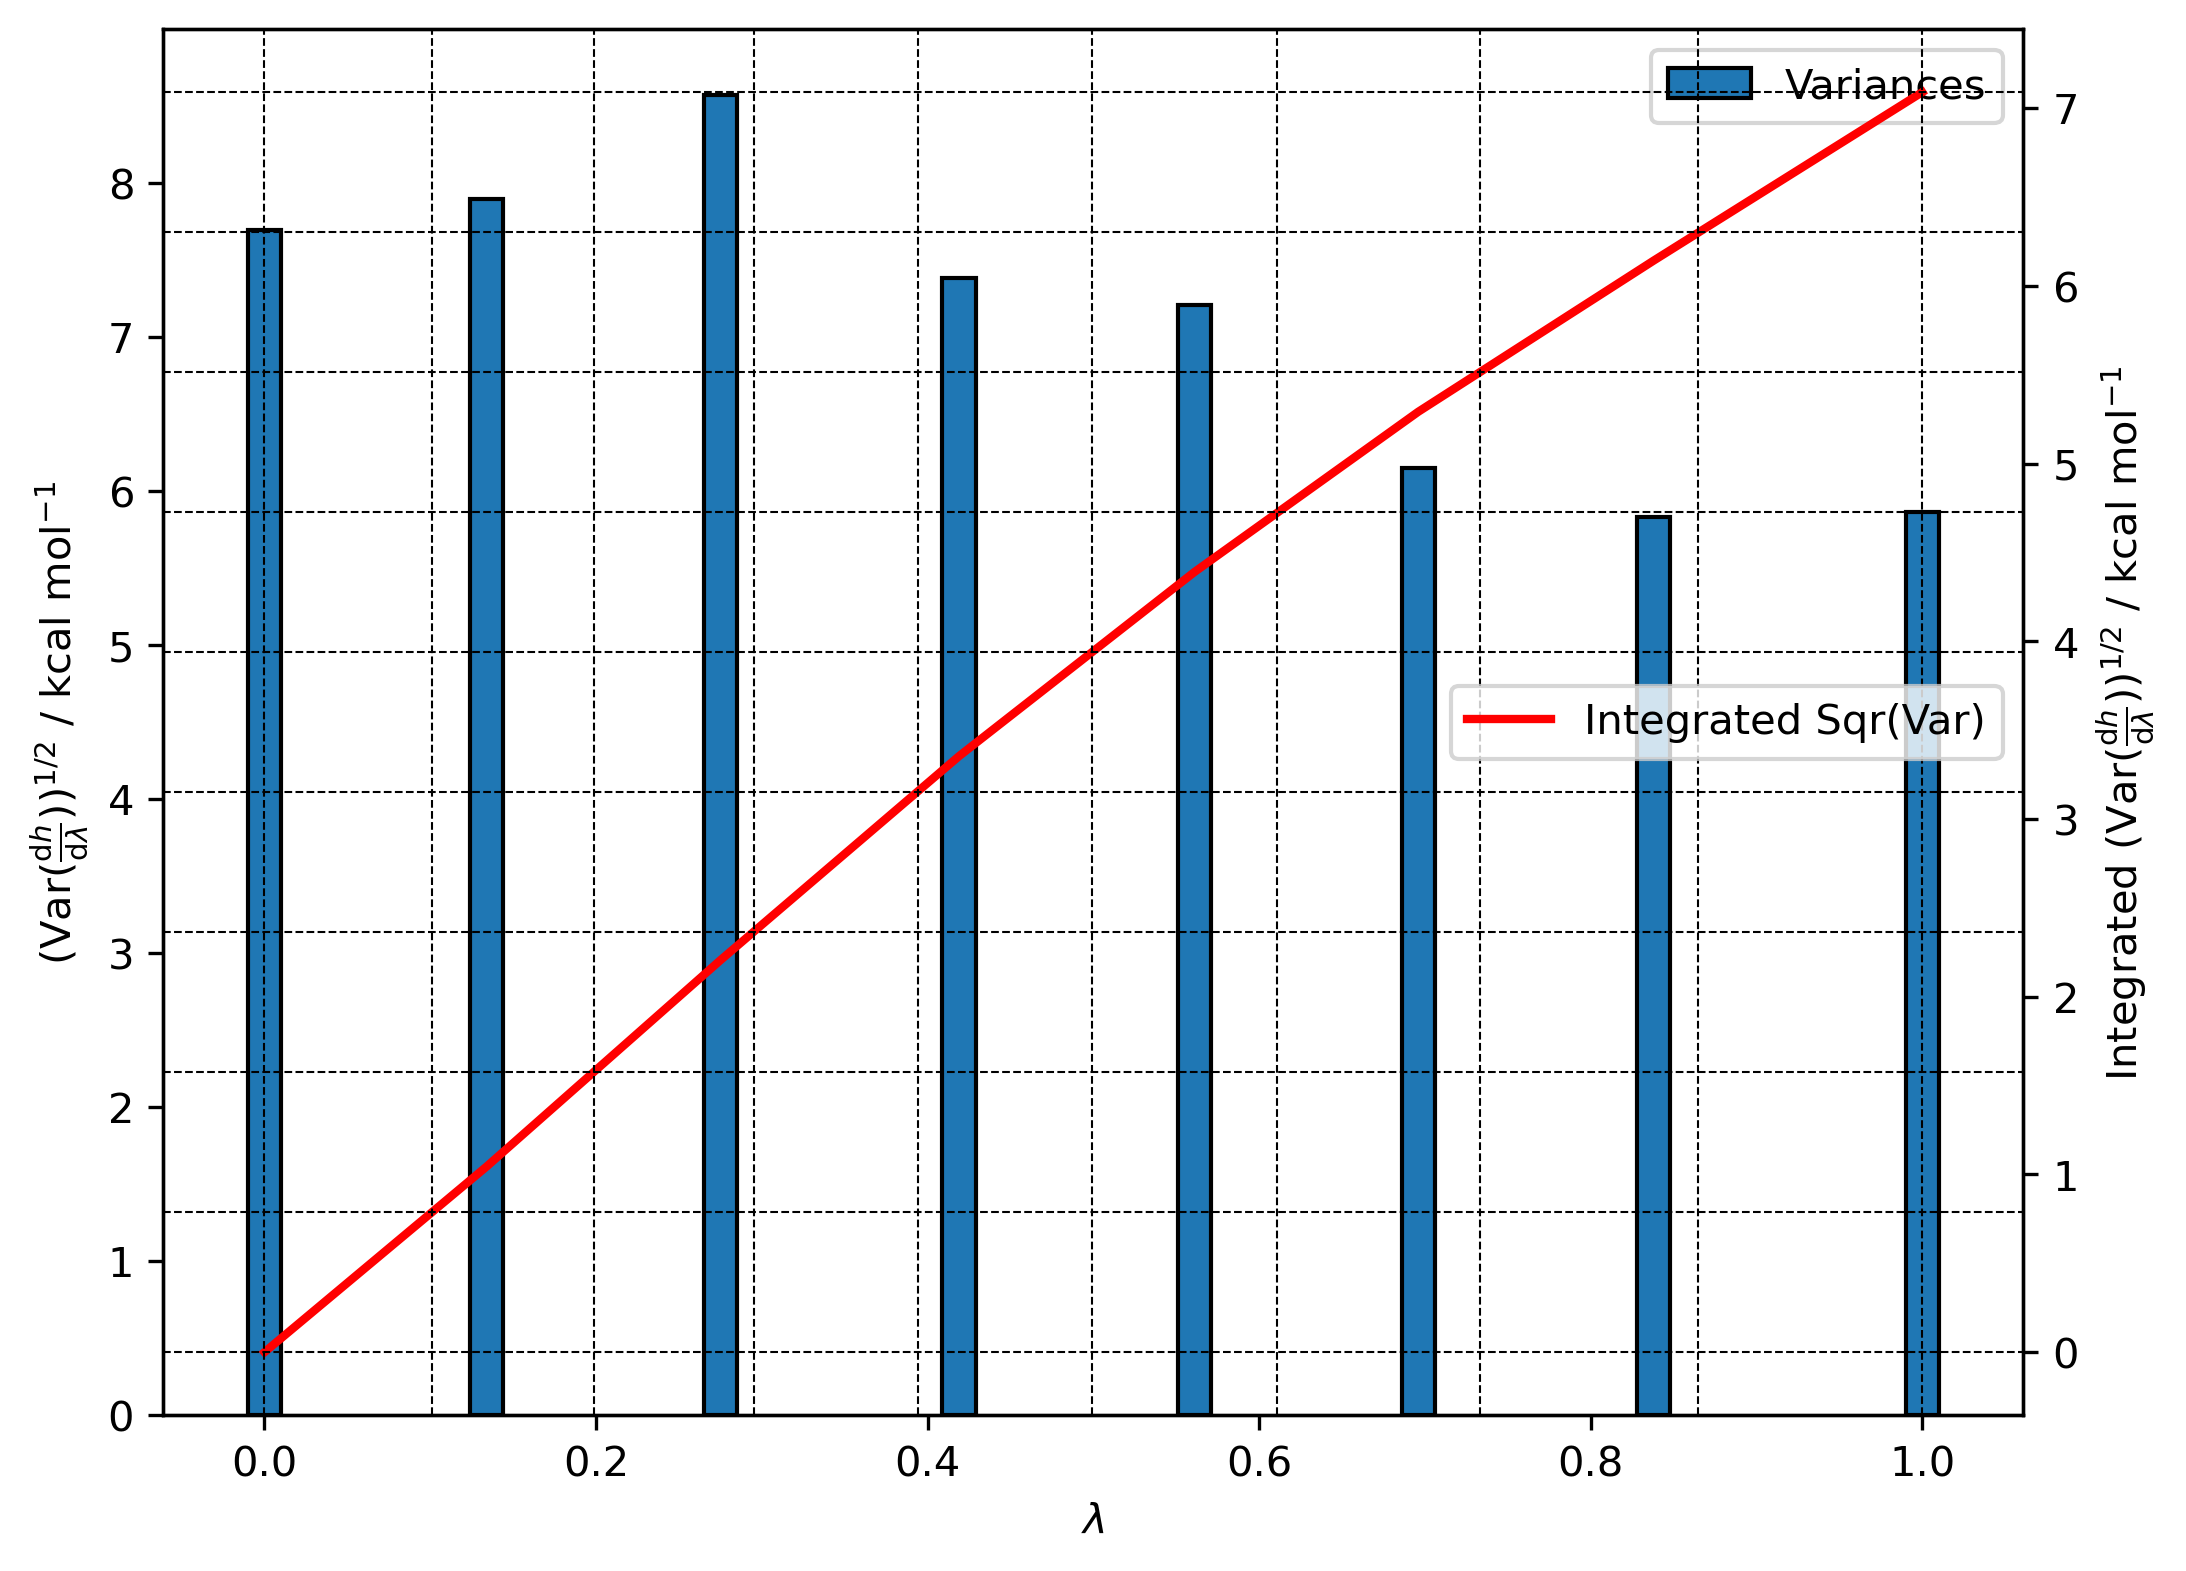 Variances
Integrated Sqr(Var)
8
7
6
5
4
3
2
1
0
7
6
5
4
3
2
1
0
0.0 0.2 0.4 0.6 0.8 1.0
λ
(Var(dh/dλ))^1/2 / kcal mol⁻¹
Integrated (Var(dh/dλ))^1/2 / kcal mol⁻¹